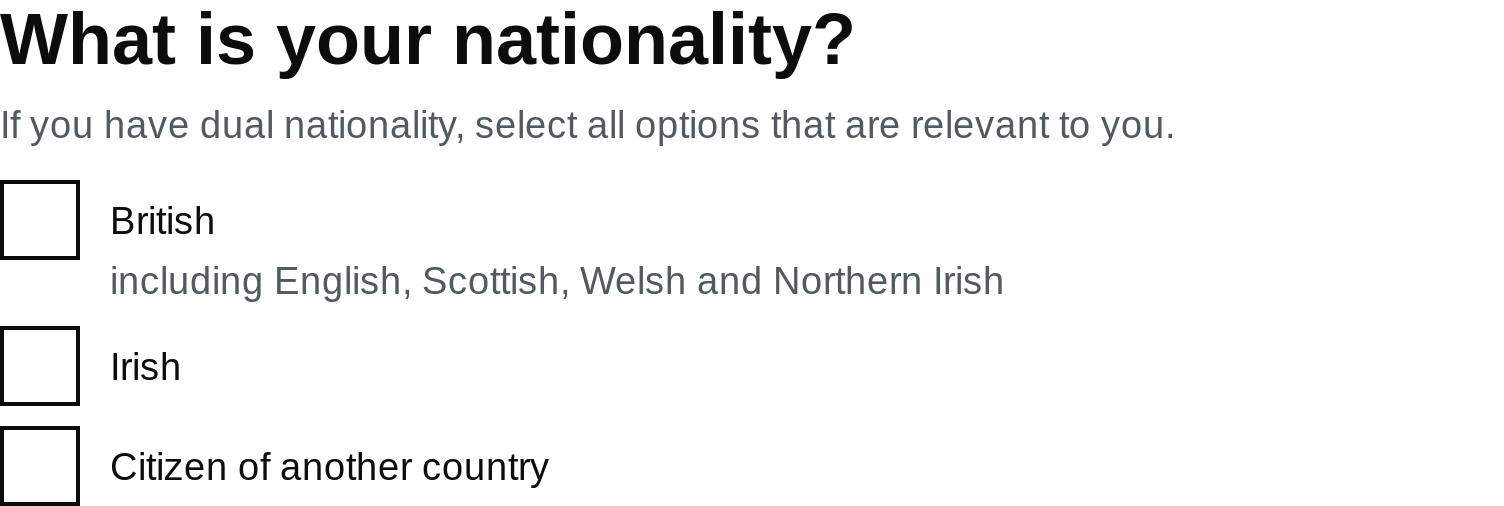 What is your nationality?
If you have dual nationality, select all options that are relevant to you.
British
including English, Scottish, Welsh and Northern Irish
Irish
Citizen of another country